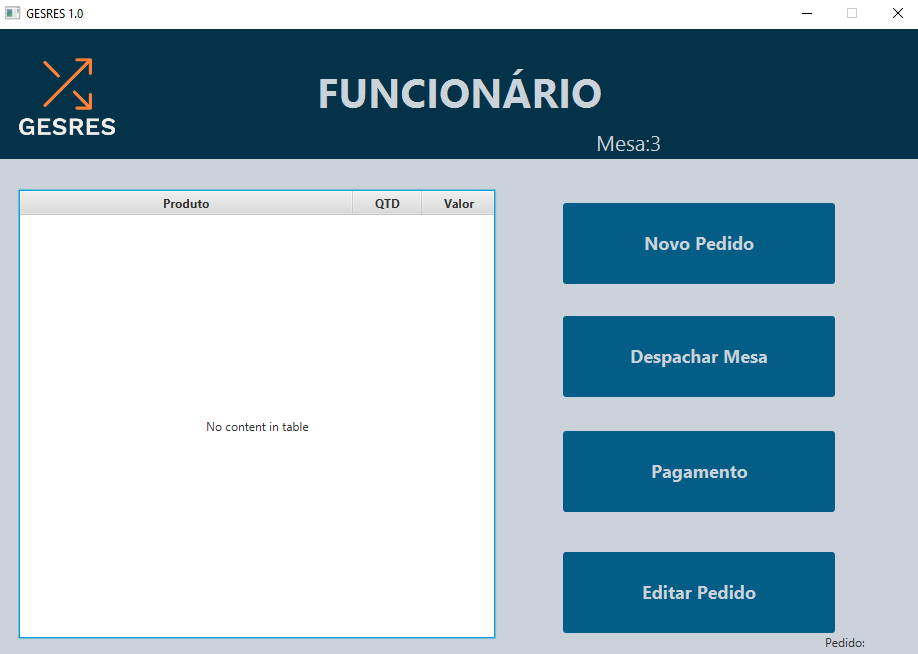 GESRES 1.0
GESRES
FUNCIONÁRIO
Mesa:3
Produto QTD Valor
No content in table
Novo Pedido
Despachar Mesa
Pagamento
Editar Pedido
Pedido: